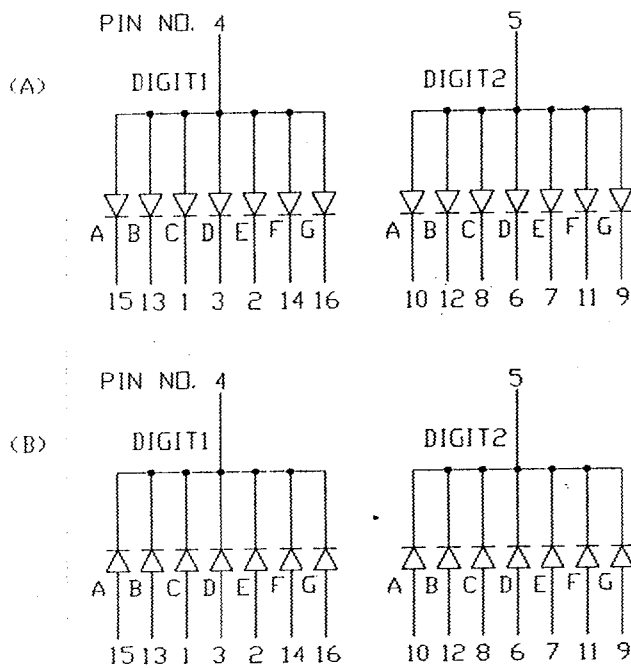 PIN NO. 4 5
(A) DIGIT1 DIGIT2
A B C D E F G A B C D E F G
15 13 1 3 2 14 16 10 12 8 6 7 11 9
PIN NO. 4 5
(B) DIGIT1 DIGIT2
A B C D E F G A B C D E F G
15 13 1 3 2 14 16 10 12 8 6 7 11 9